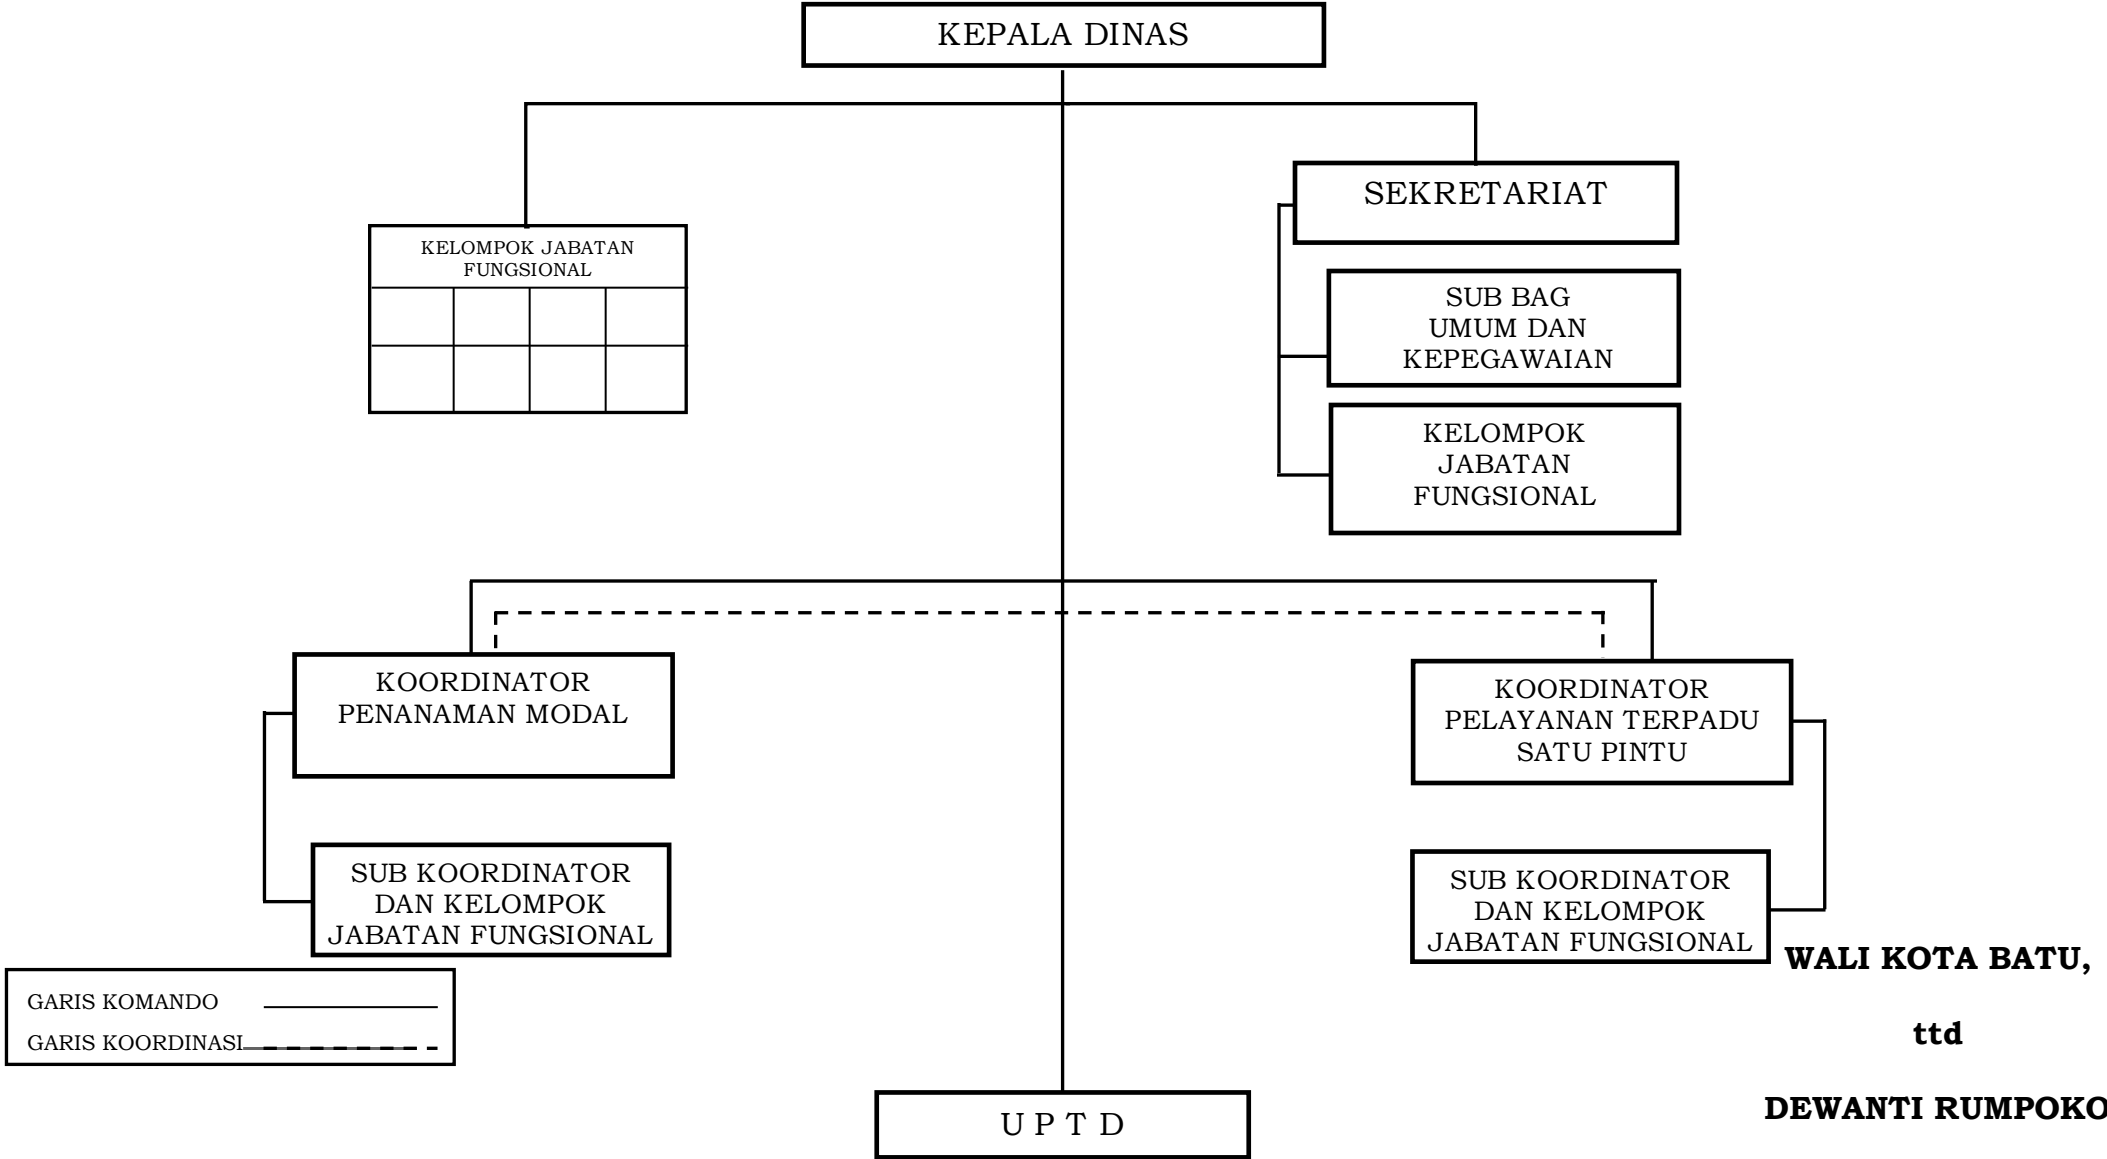 KEPALA DINAS
SEKRETARIAT
KELOMPOK JABATAN
FUNGSIONAL
SUB BAG
UMUM DAN
KEPEGAWAIAN
KELOMPOK
JABATAN
FUNGSIONAL
KOORDINATOR
PENANAMAN MODAL
KOORDINATOR
PELAYANAN TERPADU
SATU PINTU
SUB KOORDINATOR
DAN KELOMPOK
JABATAN FUNGSIONAL
SUB KOORDINATOR
DAN KELOMPOK
JABATAN FUNGSIONAL
GARIS KOMANDO
GARIS KOORDINASI
U P T D
WALI KOTA BATU,
ttd
DEWANTI RUMPOKO